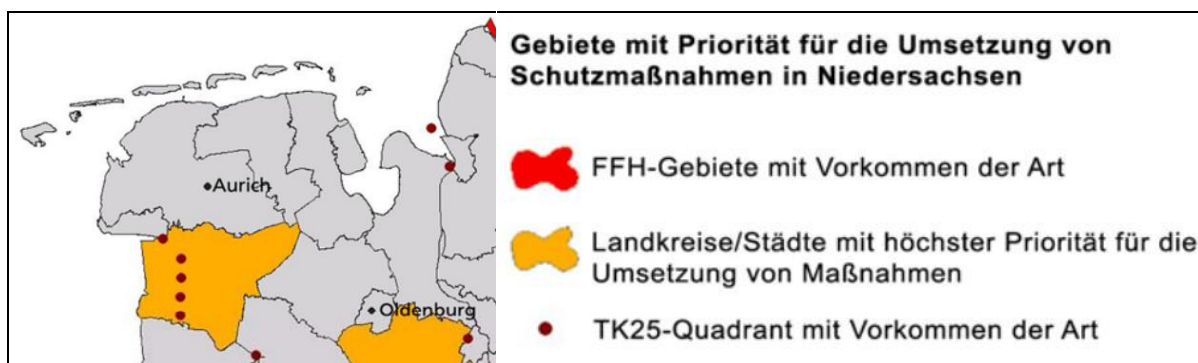 Aurich
Oldenburg
Gebiete mit Priorität für die Umsetzung von
Schutzmaßnahmen in Niedersachsen
FFH-Gebiete mit Vorkommen der Art
Landkreise/Städte mit höchster Priorität für die
Umsetzung von Maßnahmen
TK25-Quadrant mit Vorkommen der Art